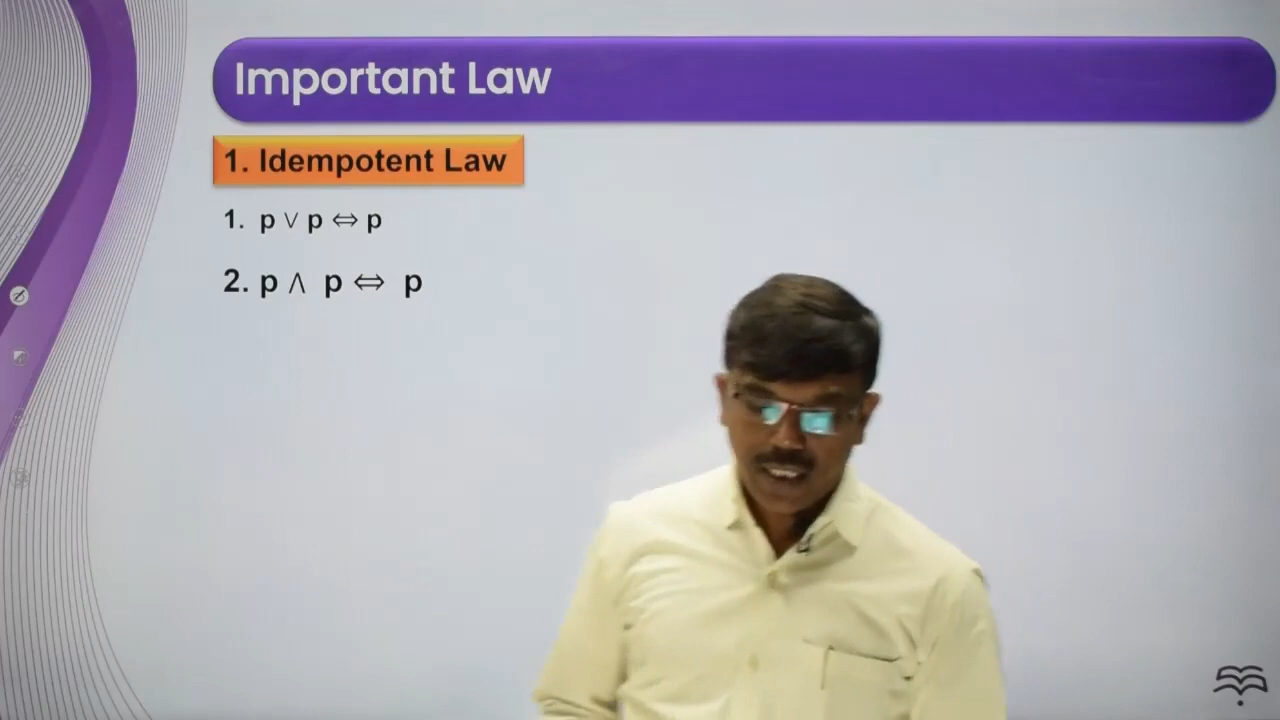 Important Law
1. Idempotent Law
1. p ∨ p ⇔ p
2. p ∧ p ⇔ p